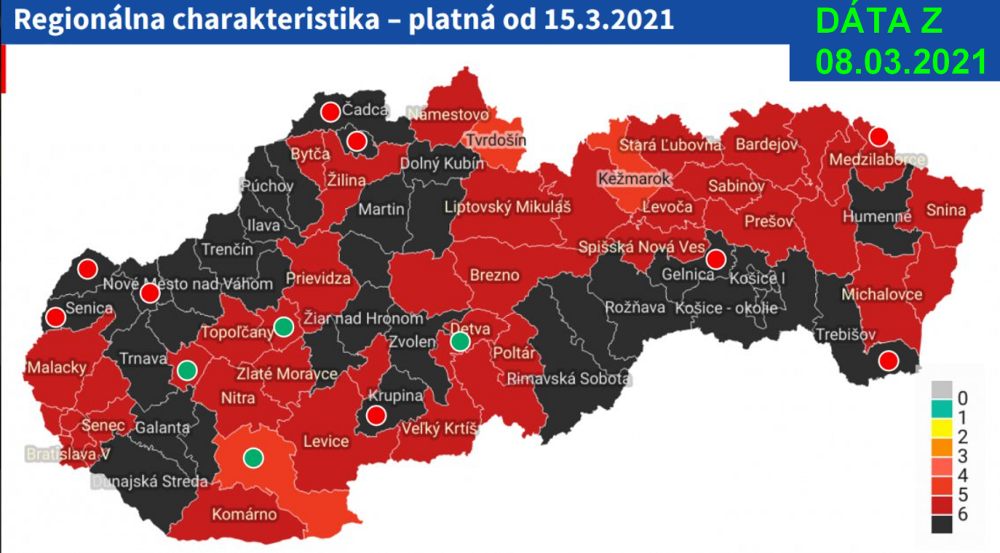 Regionálna charakteristika – platná od 15.3.2021
DÁTA Z
08.03.2021
Čadca
Námestovo
Tvrdošín
Bytča
Dolný Kubín
Stará Ľubovňa
Bardejov
Medzilaborce
Púchov
Žilina
Kežmarok
Sabinov
Martin
Liptovský Mikuláš
Levoča
Snina
Humenné
Ilava
Prešov
Trenčín
Spišská Nová Ves
Prievidza
Brezno
Gelnica
Košice I
Nové Mesto nad Váhom
Michalovce
Senica
Rožňava
Košice - okolie
Žiar nad Hronom
Topoľčany
Detva
Trebišov
Zvolen
Poltár
Trnava
Malacky
Zlaté Moravce
Rimavská Sobota
Nitra
Krupina
Senec
Galanta
Veľký Krtíš
Levice
Bratislava V
Dunajská Streda
Komárno
0
1
2
3
4
5
6